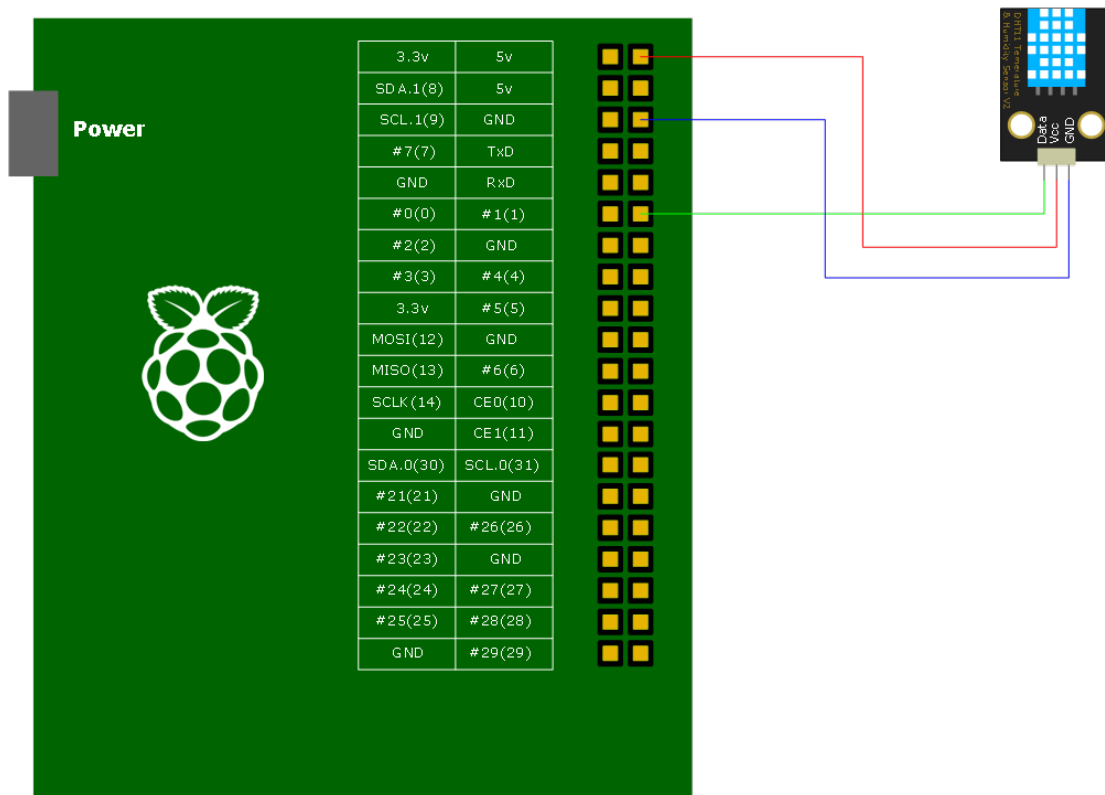 3.3v 5v
SDA.1(8) 5v
SCL.1(9) GND
#7(7) TxD
GND RxD
#0(0) #1(1)
#2(2) GND
#3(3) #4(4)
3.3v #5(5)
MOSI(12) GND
MISO(13) #6(6)
SCLK(14) CE0(10)
GND CE1(11)
SDA.0(30) SCL.0(31)
#21(21) GND
#22(22) #26(26)
#23(23) GND
#24(24) #27(27)
#25(25) #28(28)
GND #29(29)
Power
DHT11 Temerature
& Humidity Sensor V2
Data
Vcc
GND